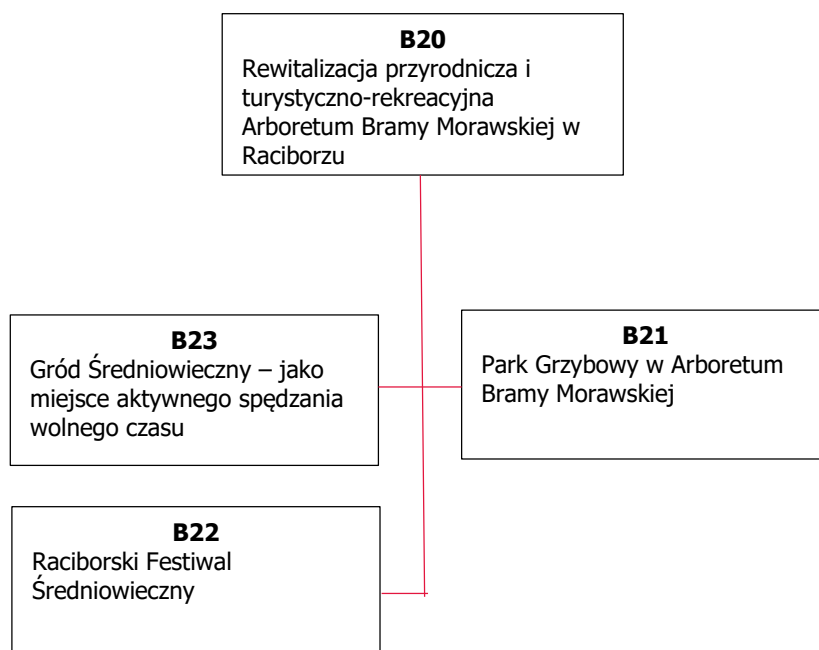 B20
Rewitalizacja przyrodnicza i
turystyczno-rekreacyjna
Arboretum Bramy Morawskiej w
Raciborzu
B23
Gród Średniowieczny – jako
miejsce aktywnego spędzania
wolnego czasu
B21
Park Grzybowy w Arboretum
Bramy Morawskiej
B22
Raciborski Festiwal
Średniowieczny